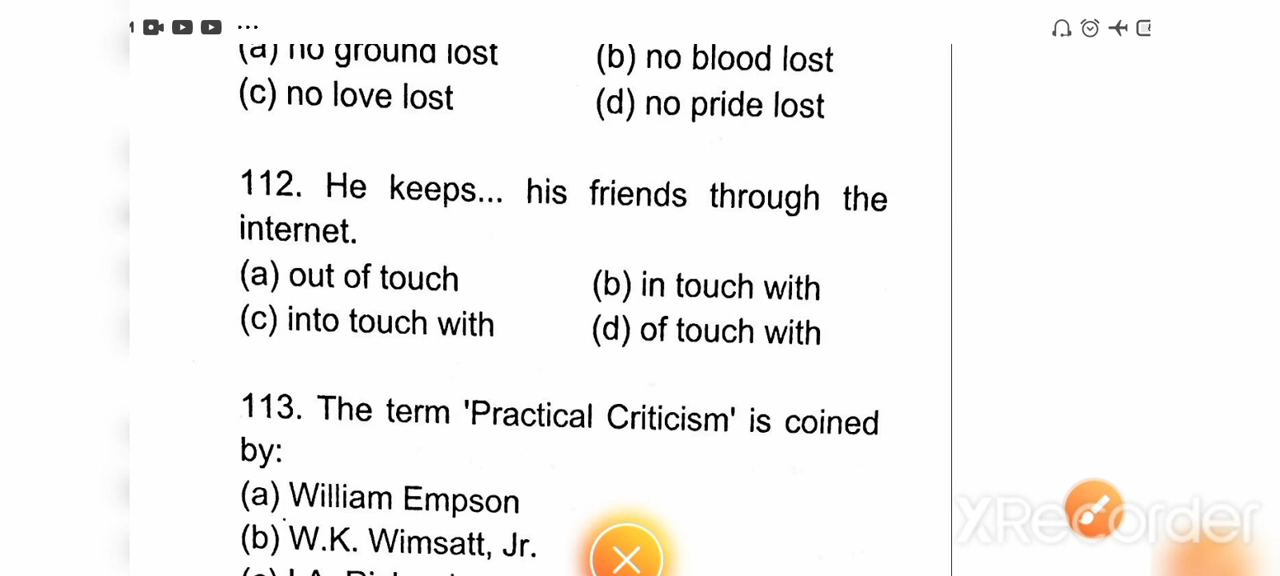 (a) no ground lost (b) no blood lost
(c) no love lost (d) no pride lost
112. He keeps... his friends through the
internet.
(a) out of touch (b) in touch with
(c) into touch with (d) of touch with
113. The term 'Practical Criticism' is coined
by:
(a) William Empson
(b) W.K. Wimsatt, Jr.
XRecorder